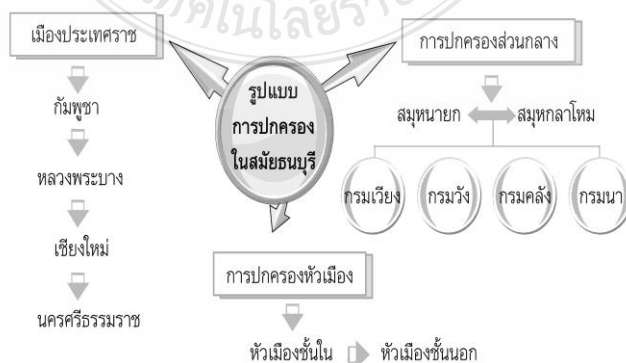 เมืองประเทศราช
กัมพูชา
หลวงพระบาง
เชียงใหม่
นครศรีธรรมราช
รูปแบบ
การปกครอง
ในสมัยธนบุรี
การปกครองส่วนกลาง
สมุหนายก สมุหกลาโหม
กรมเวียง กรมวัง กรมคลัง กรมนา
การปกครองหัวเมือง
หัวเมืองชั้นใน หัวเมืองชั้นนอก